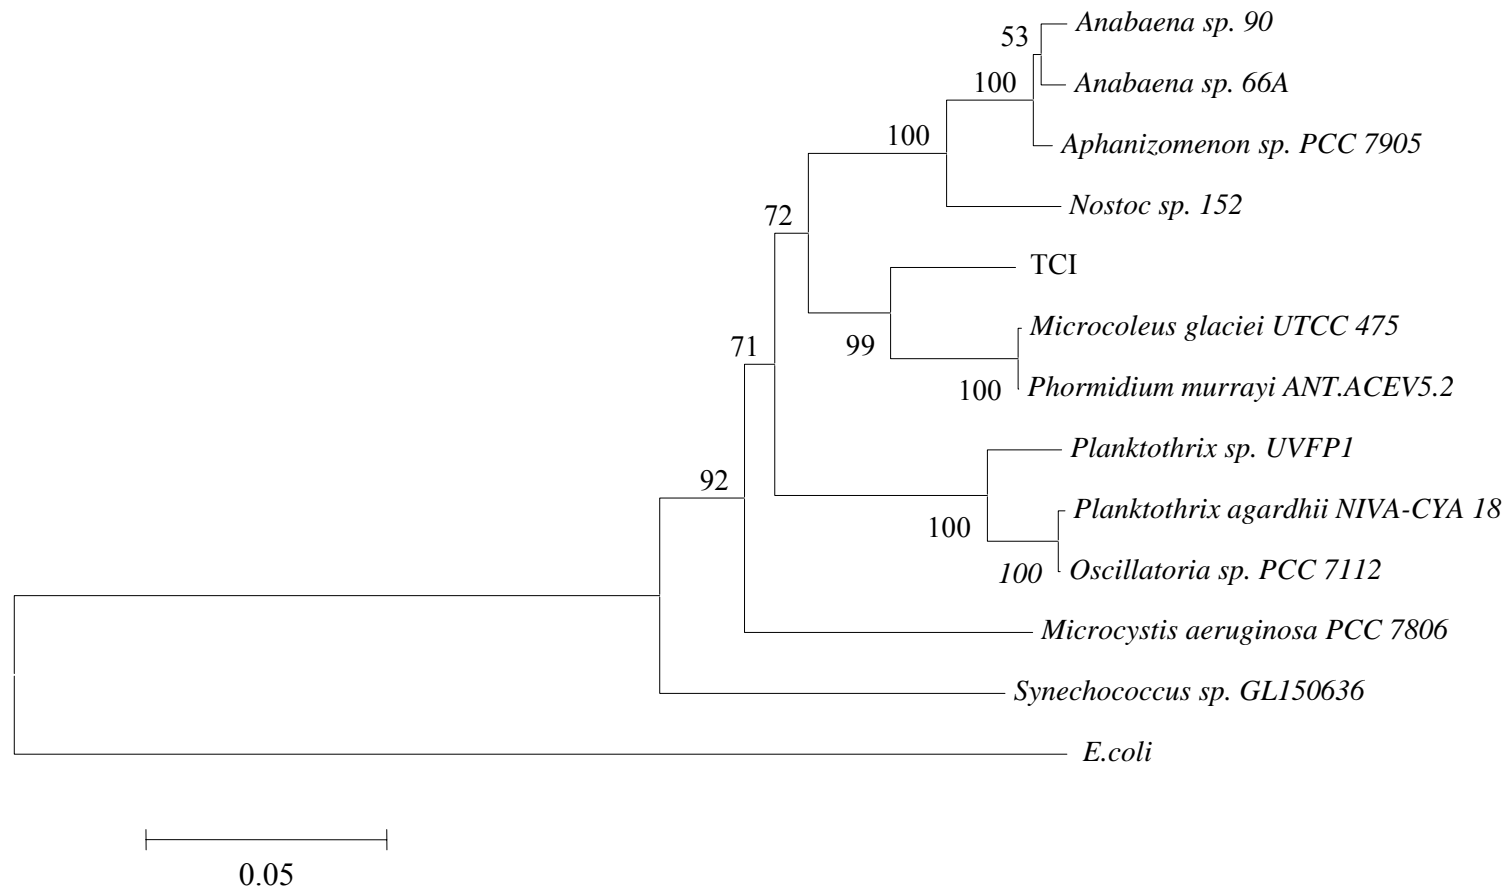 Anabaena sp. 90
53
Anabaena sp. 66A
100
Aphanizomenon sp. PCC 7905
100
Nostoc sp. 152
72
TCI
Microcoleus glaciei UTCC 475
99
71
Phormidium murrayi ANT.ACEV5.2
100
Planktothrix sp. UVFP1
92
Planktothrix agardhii NIVA-CYA 18
100
Oscillatoria sp. PCC 7112
100
Microcystis aeruginosa PCC 7806
Synechococcus sp. GL150636
E.coli
0.05